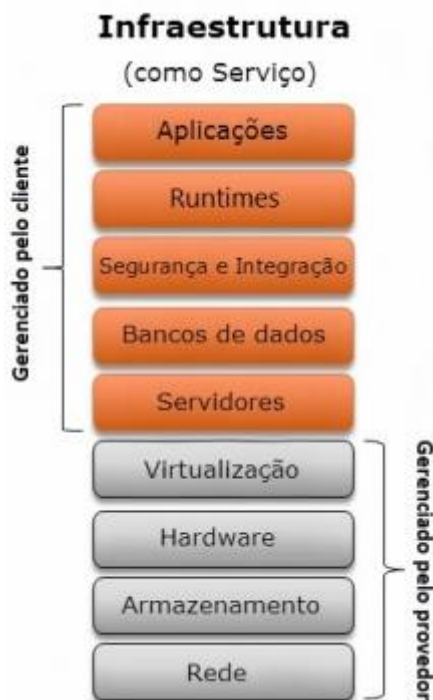 Infraestrutura
(como Serviço)
Gerenciado pelo cliente
Aplicações
Runtimes
Segurança e Integração
Bancos de dados
Servidores
Virtualização
Hardware
Armazenamento
Rede
Gerenciado pelo provedor